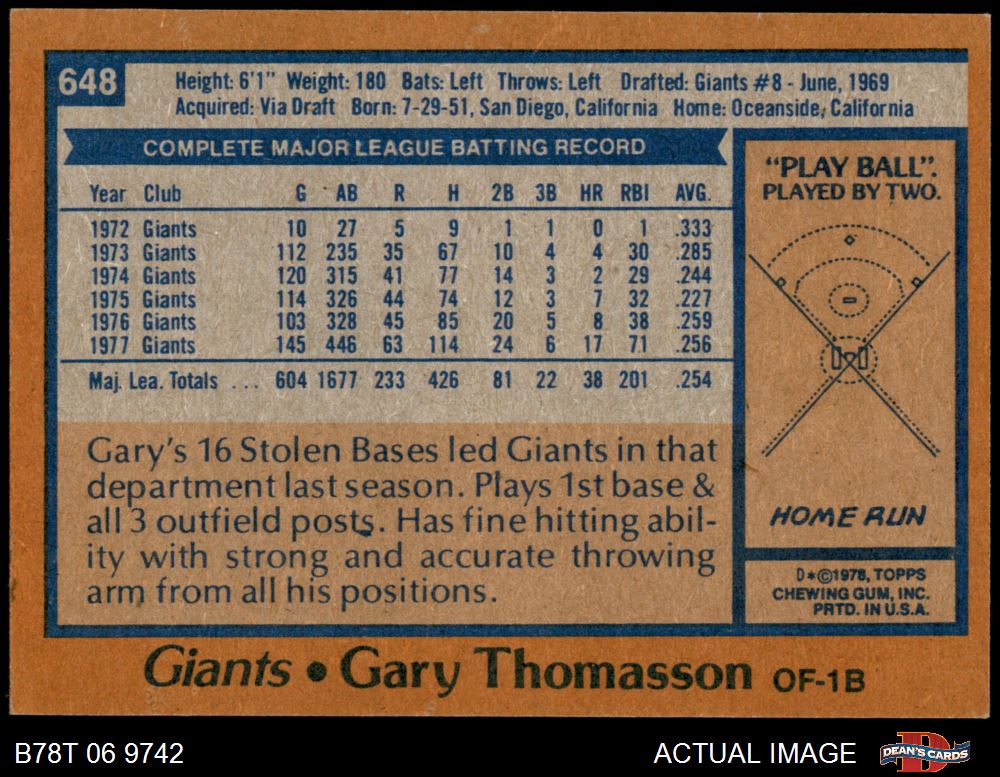 648
Height: 6'1" Weight: 180 Bats: Left Throws: Left Drafted: Giants #8 - June, 1969
Acquired: Via Draft Born: 7-29-51, San Diego, California Home: Oceanside, California
COMPLETE MAJOR LEAGUE BATTING RECORD
Year Club G AB R H 2B 3B HR RBI AVG.
1972 Giants 10 27 5 9 1 1 0 1 .333
1973 Giants 112 235 35 67 10 4 4 30 .285
1974 Giants 120 315 41 77 14 3 2 29 .244
1975 Giants 114 326 44 74 12 3 7 32 .227
1976 Giants 103 328 45 85 20 5 8 38 .259
1977 Giants 145 446 63 114 24 6 17 71 .256
Maj. Lea. Totals ... 604 1677 233 426 81 22 38 201 .254
Gary's 16 Stolen Bases led Giants in that
department last season. Plays 1st base &
all 3 outfield posts. Has fine hitting abil-
ity with strong and accurate throwing
arm from all his positions.
"PLAY BALL".
PLAYED BY TWO.
HOME RUN
D*©1978, TOPPS
CHEWING GUM, INC.
PRTD. IN U.S.A.
Giants • Gary Thomasson OF-1B
B78T 06 9742
ACTUAL IMAGE
DEAN'S CARDS